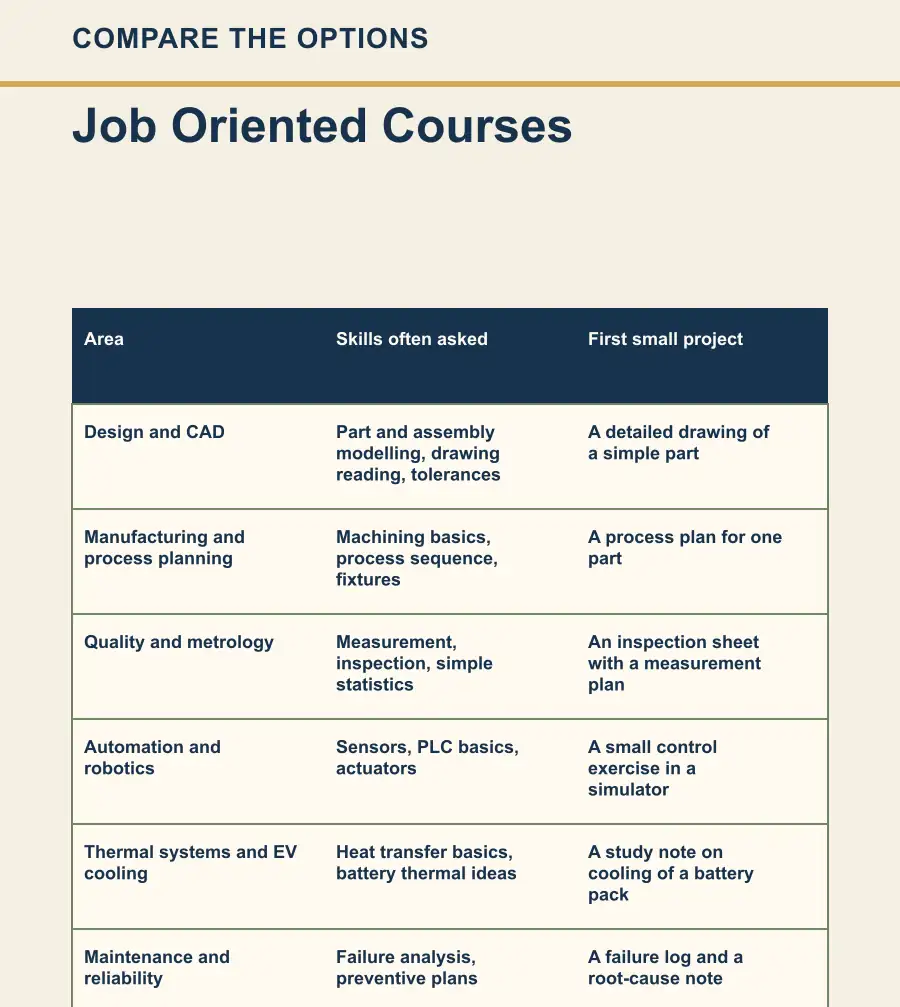 COMPARE THE OPTIONS
Job Oriented Courses
Area
Skills often asked
First small project
Design and CAD
Part and assembly
modelling, drawing
reading, tolerances
A detailed drawing of
a simple part
Manufacturing and
process planning
Machining basics,
process sequence,
fixtures
A process plan for one
part
Quality and metrology
Measurement,
inspection, simple
statistics
An inspection sheet
with a measurement
plan
Automation and
robotics
Sensors, PLC basics,
actuators
A small control
exercise in a
simulator
Thermal systems and EV
cooling
Heat transfer basics,
battery thermal ideas
A study note on
cooling of a battery
pack
Maintenance and
reliability
Failure analysis,
preventive plans
A failure log and a
root-cause note